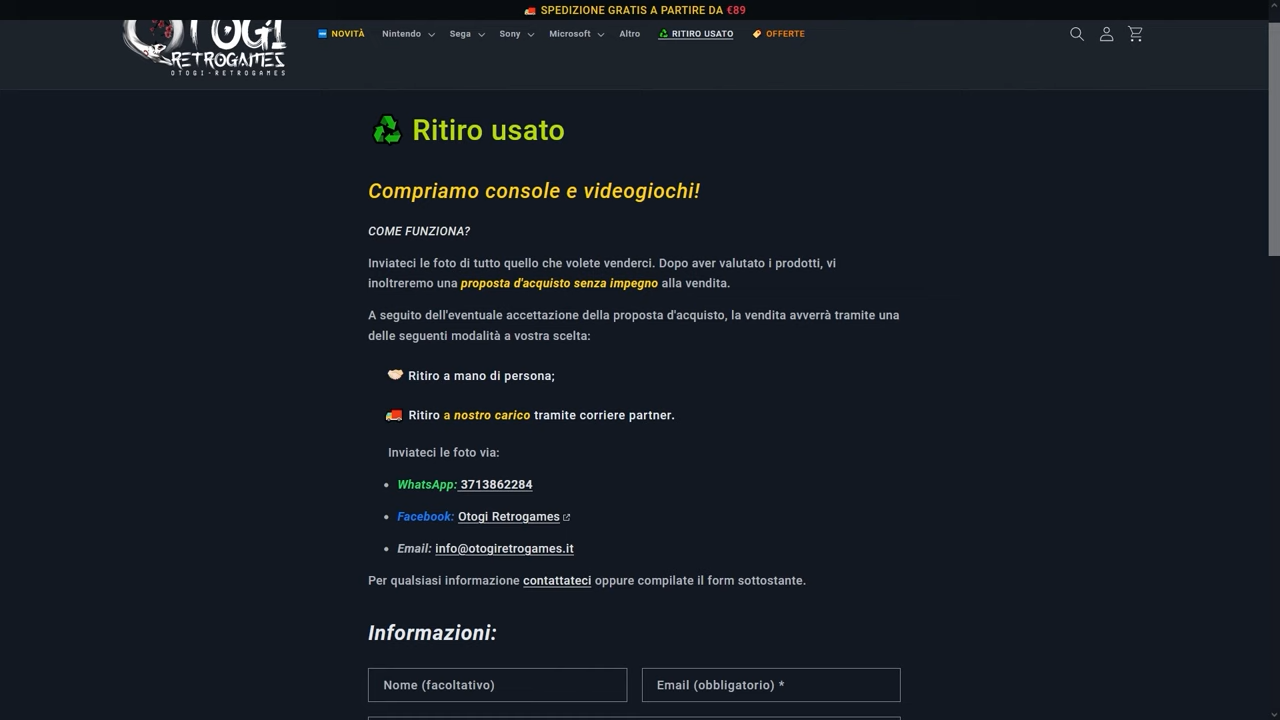 SPEDIZIONE GRATIS A PARTIRE DA €89
OTOGI
RETROGAMES
OTOGI-RETROGAMES
NOVITÀ Nintendo Sega Sony Microsoft Altro RITIRO USATO OFFERTE
Ritiro usato
Compriamo console e videogiochi!
COME FUNZIONA?
Inviateci le foto di tutto quello che volete venderci. Dopo aver valutato i prodotti, vi
inoltreremo una proposta d'acquisto senza impegno alla vendita.
A seguito dell'eventuale accettazione della proposta d'acquisto, la vendita avverrà tramite una
delle seguenti modalità a vostra scelta:
Ritiro a mano di persona;
Ritiro a nostro carico tramite corriere partner.
Inviateci le foto via:
WhatsApp: 3713862284
Facebook: Otogi Retrogames
Email: info@otogiretrogames.it
Per qualsiasi informazione contattateci oppure compilate il form sottostante.
Informazioni:
Nome (facoltativo) Email (obbligatorio) *